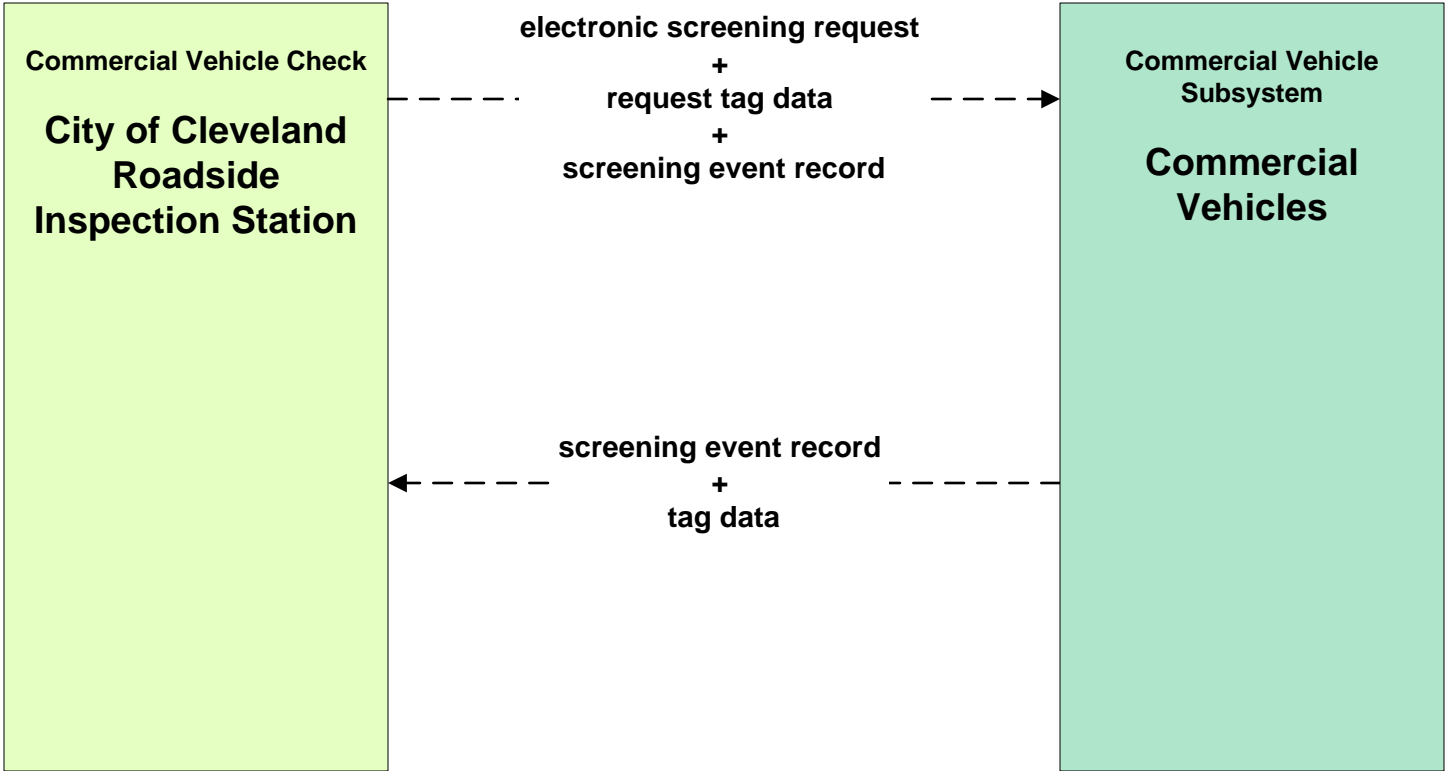 Commercial Vehicle Check
City of Cleveland
Roadside
Inspection Station
electronic screening request
+
request tag data
+
screening event record
screening event record
+
tag data
Commercial Vehicle
Subsystem
Commercial
Vehicles